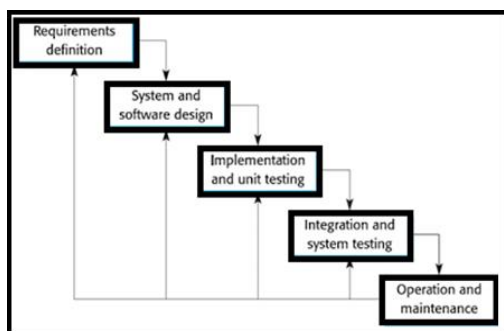 Requirements
definition
System and
software design
Implementation
and unit testing
Integration and
system testing
Operation and
maintenance